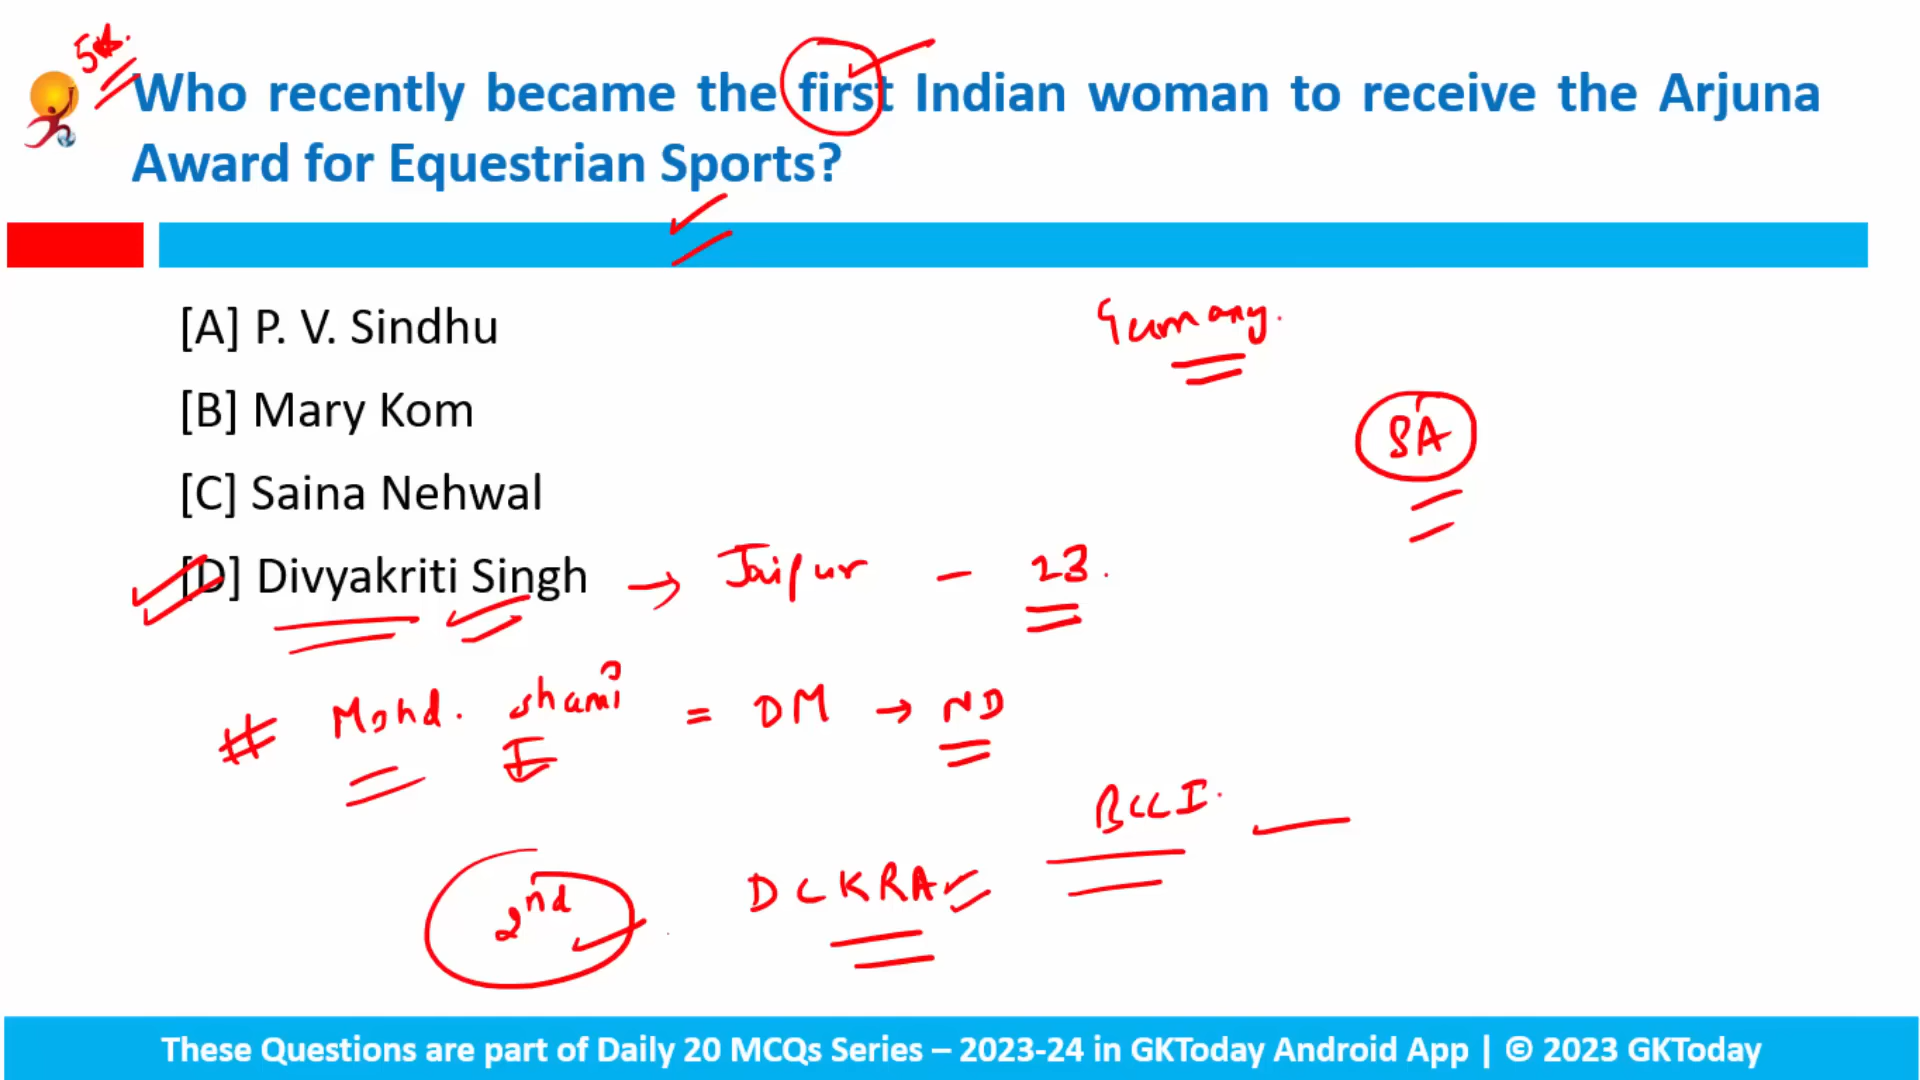 5★.
Who recently became the first Indian woman to receive the Arjuna
Award for Equestrian Sports?
[A] P. V. Sindhu
Germany.
[B] Mary Kom
SA
[C] Saina Nehwal
[D] Divyakriti Singh → Jaipur - 23.
# Mohd. Shami = DM → ND
BCCI.
2nd
DCKRA
These Questions are part of Daily 20 MCQs Series – 2023-24 in GKToday Android App | © 2023 GKToday